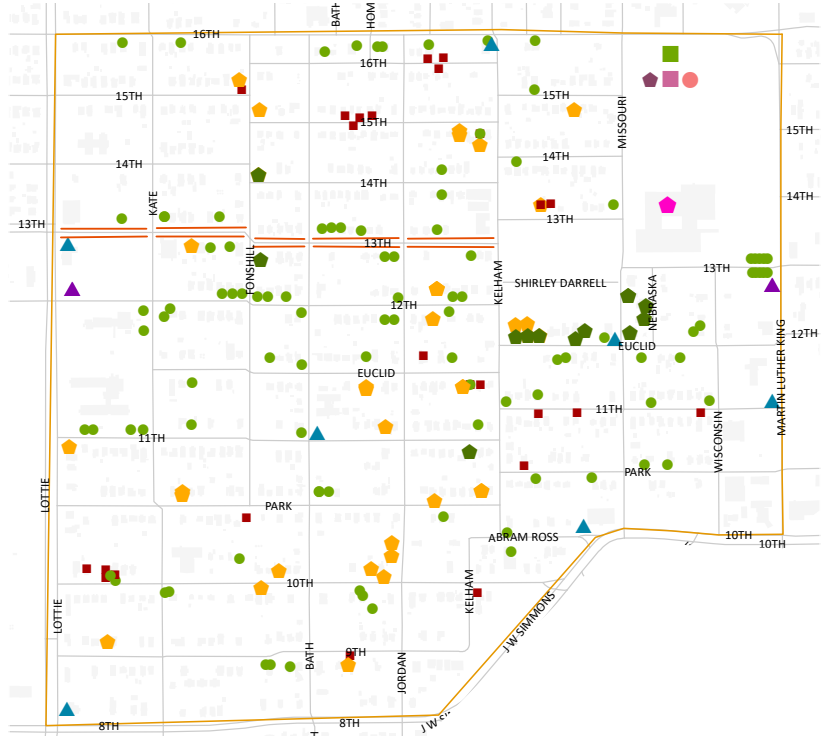 BATH
HOM
16TH
16TH
15TH
15TH
15TH
MISSOURI
15TH
14TH
14TH
14TH
14TH
KATE
13TH
13TH
13TH
13TH
FONSHILL
KELHAM
SHIRLEY DARRELL
NEBRASKA
12TH
12TH
EUCLID
MARTIN LUTHER KING
EUCLID
11TH
11TH
WISCONSIN
PARK
LOTTIE
PARK
ABRAM ROSS
10TH
10TH
10TH
KELHAM
LOTTIE
J W SIMMONS
9TH
BATH
JORDAN
8TH
8TH
J W SI